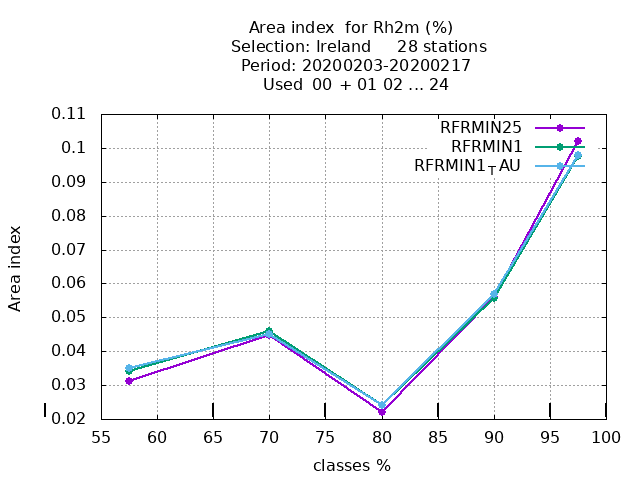 Area index  for Rh2m (%)
Selection: Ireland     28 stations
Period: 20200203-20200217
Used  00 + 01 02 ... 24
RFRMIN25
RFRMIN1
RFRMIN1TAU
Area index
0.11
0.1
0.09
0.08
0.07
0.06
0.05
0.04
0.03
0.02
55 60 65 70 75 80 85 90 95 100
classes %